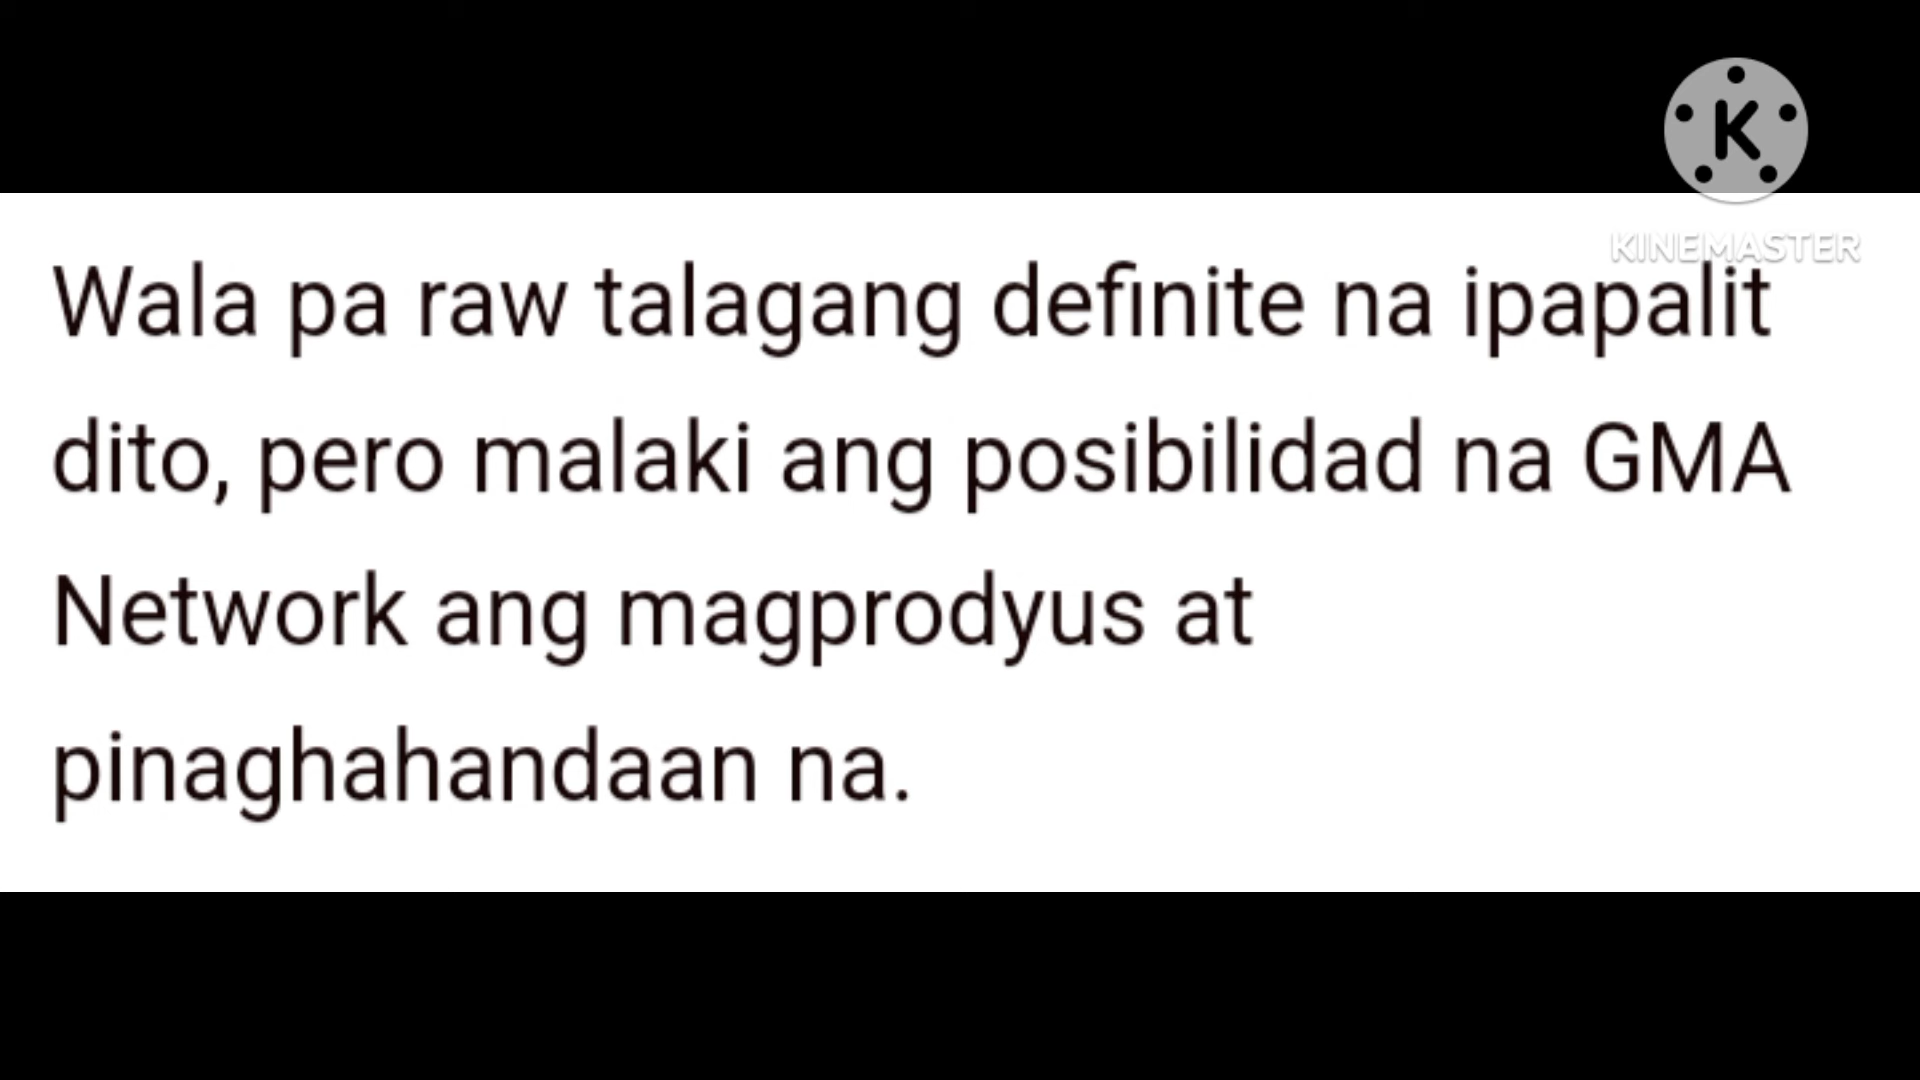 K
KINEMASTER
Wala pa raw talagang definite na ipapalit
dito, pero malaki ang posibilidad na GMA
Network ang magprodyus at
pinaghahandaan na.